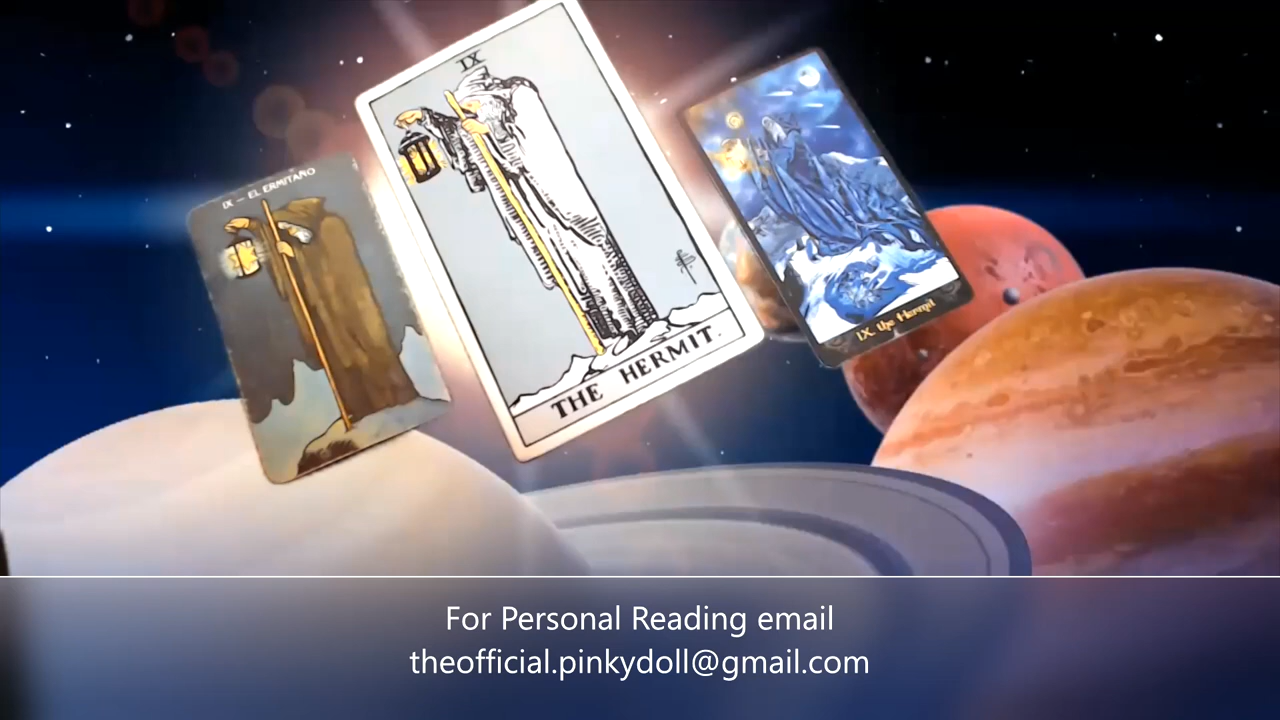 IX
IX — EL ERMITAÑO
THE HERMIT.
IX. the Hermit
For Personal Reading email
theofficial.pinkydoll@gmail.com